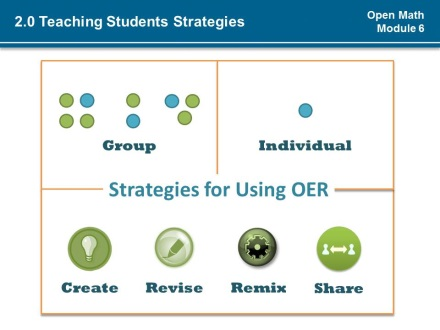 2.0 Teaching Students Strategies
Open Math
Module 6
Group
Individual
Strategies for Using OER
Create
Revise
Remix
Share